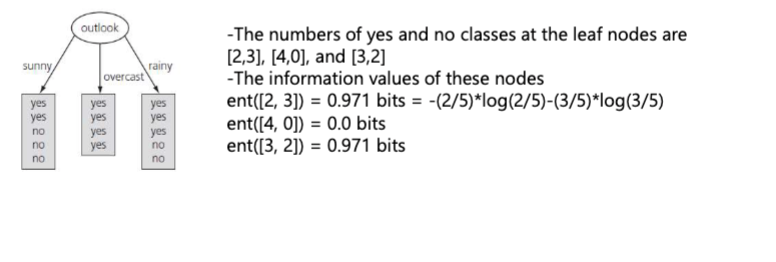 outlook
sunny
overcast
rainy
yes
yes
no
no
no
yes
yes
yes
yes
yes
yes
yes
no
no
-The numbers of yes and no classes at the leaf nodes are
[2,3], [4,0], and [3,2]
-The information values of these nodes
ent([2, 3]) = 0.971 bits = -(2/5)*log(2/5)-(3/5)*log(3/5)
ent([4, 0]) = 0.0 bits
ent([3, 2]) = 0.971 bits